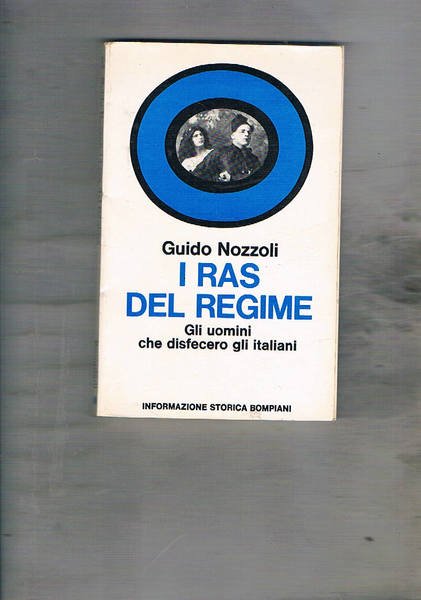 Guido Nozzoli
I RAS
DEL REGIME
Gli uomini
che disfecero gli italiani
INFORMAZIONE STORICA BOMPIANI